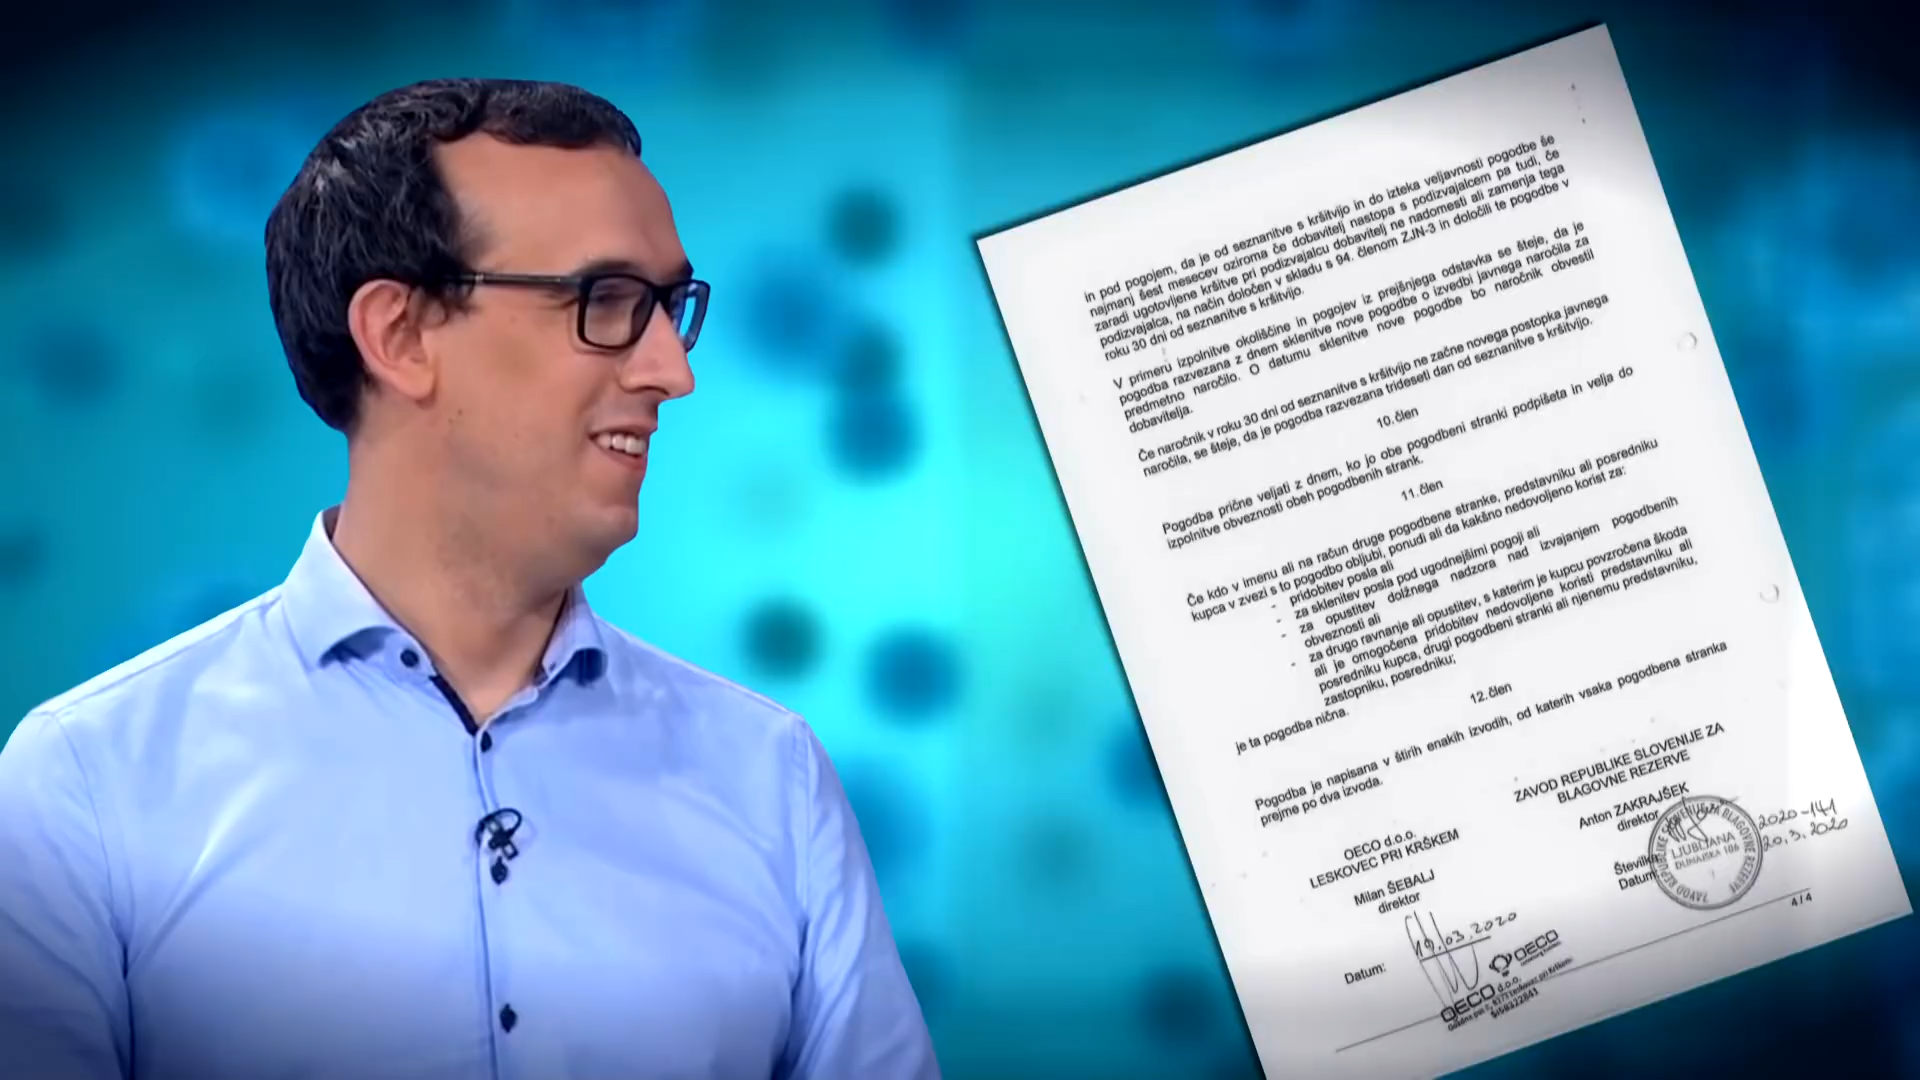 in pod pogojem, da je od seznanitve s kršitvijo in do izteka veljavnosti pogodbe še
najmanj šest mesecev oziroma če dobavitelj nastopa s podizvajalcem pa tudi, če
zaradi ugotovljene kršitve pri podizvajalcu dobavitelj ne nadomesti ali zamenja tega
podizvajalca, na način določen v skladu s 94. členom ZJN-3 in določili te pogodbe v
roku 30 dni od seznanitve s kršitvijo.
V primeru izpolnitve okoliščine in pogojev iz prejšnjega odstavka se šteje, da je
pogodba razvezana z dnem sklenitve nove pogodbe o izvedbi javnega naročila za
predmetno naročilo. O datumu sklenitve nove pogodbe bo naročnik obvestil
dobavitelja.
Če naročnik v roku 30 dni od seznanitve s kršitvijo ne začne novega postopka javnega
naročila, se šteje, da je pogodba razvezana trideseti dan od seznanitve s kršitvijo.
10. člen
Pogodba prične veljati z dnem, ko jo obe pogodbeni stranki podpišeta in velja do
izpolnitve obveznosti obeh pogodbenih strank.
11. člen
Če kdo v imenu ali na račun druge pogodbene stranke, predstavniku ali posredniku
kupca v zvezi s to pogodbo obljubi, ponudi ali da kakšno nedovoljeno korist za:
- pridobitev posla ali
- za sklenitev posla pod ugodnejšimi pogoji ali
- za opustitev dolžnega nadzora nad izvajanjem pogodbenih
obveznosti ali
- za drugo ravnanje ali opustitev, s katerim je kupcu povzročena škoda
ali je omogočena pridobitev nedovoljene koristi predstavniku ali
posredniku kupca, drugi pogodbeni stranki ali njenemu predstavniku,
zastopniku, posredniku;
je ta pogodba nična.
12. člen
Pogodba je napisana v štirih enakih izvodih, od katerih vsaka pogodbena stranka
prejme po dva izvoda.
OECO d.o.o.
LESKOVEC PRI KRŠKEM
Milan ŠEBALJ
direktor
Datum: 19.03.2020
OECO
OECO d.o.o.
ZAVOD REPUBLIKE SLOVENIJE ZA
BLAGOVNE REZERVE
Anton ZAKRAJŠEK
direktor
Številka: 2020-141
Datum: 20.3.2020
ZAVOD REPUBLIKE SLOVENIJE ZA BLAGOVNE REZERVE
LJUBLJANA
DUNAJSKA 106
4/4